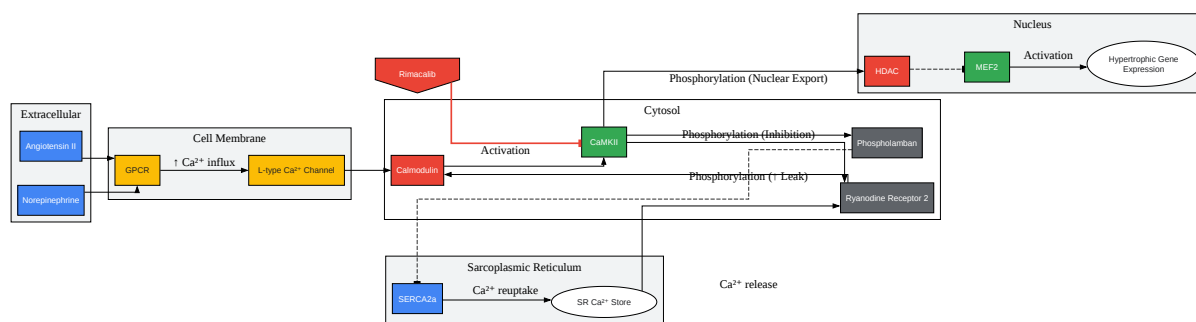 Extracellular
Angiotensin II
Norepinephrine
Cell Membrane
GPCR
↑ Ca²⁺ influx
L-type Ca²⁺ Channel
Rimacalib
Cytosol
Calmodulin
Activation
CaMKII
Phosphorylation (Nuclear Export)
Phosphorylation (Inhibition)
Phospholamban
Phosphorylation (↑ Leak)
Ryanodine Receptor 2
Nucleus
HDAC
MEF2
Activation
Hypertrophic Gene
Expression
Sarcoplasmic Reticulum
SERCA2a
Ca²⁺ reuptake
SR Ca²⁺ Store
Ca²⁺ release